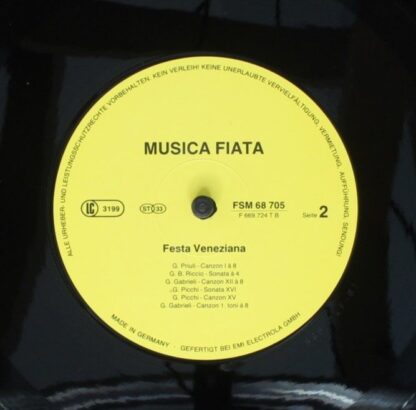 ALLE URHEBER- UND LEISTUNGSSCHUTZRECHTE VORBEHALTEN. KEIN VERLEIH! KEINE UNERLAUBTE VERVIELFÄLTIGUNG, VERMIETUNG, AUFFÜHRUNG, SENDUNG!
MUSICA FIATA
LC 3199
ST 33
FSM 68 705
F 669.724 T B
Seite 2
Festa Veneziana
G. Priuli - Canzon I à 8
G. B. Riccio - Sonata à 4
G. Gabrieli - Canzon XII à 8
G. Picchi - Sonata XVI
G. Picchi - Canzon XV
G. Gabrieli - Canzon 1. toni à 8
MADE IN GERMANY · GEFERTIGT BEI EMI ELECTROLA GMBH